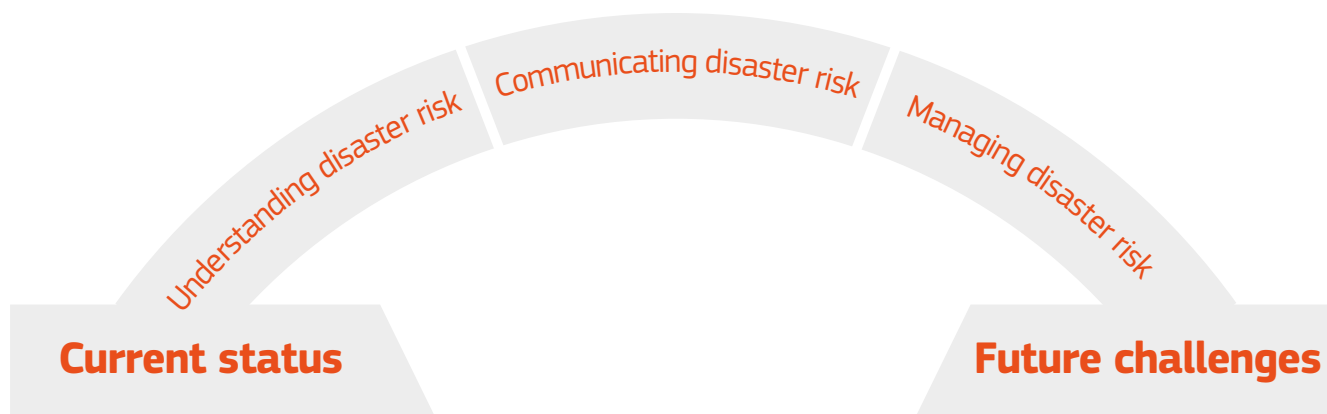 Understanding disaster risk
Communicating disaster risk
Managing disaster risk
Current status
Future challenges